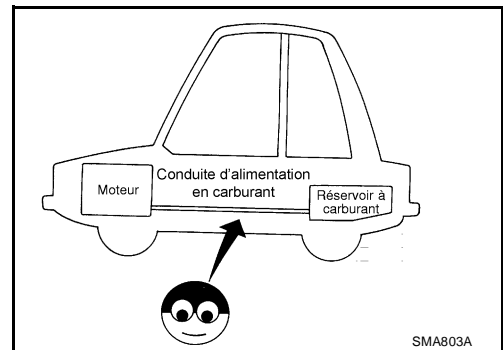 Conduite d'alimentation
en carburant
Moteur
Réservoir à
carburant
SMA803A